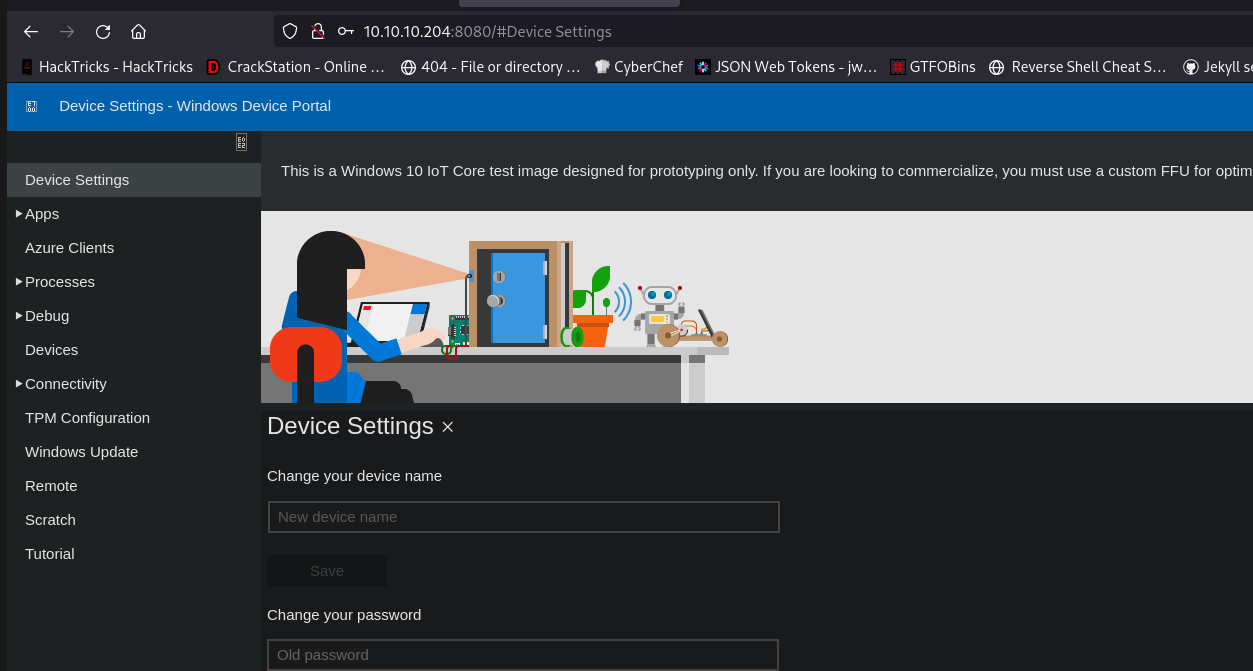 10.10.10.204:8080/#Device Settings
HackTricks - HackTricks CrackStation - Online … 404 - File or directory … CyberChef JSON Web Tokens - jw… GTFOBins Reverse Shell Cheat S… Jekyll se
Device Settings - Windows Device Portal
This is a Windows 10 IoT Core test image designed for prototyping only. If you are looking to commercialize, you must use a custom FFU for optim
Device Settings
Apps
Azure Clients
Processes
Debug
Devices
Connectivity
TPM Configuration
Windows Update
Remote
Scratch
Tutorial
Device Settings ×
Change your device name
New device name
Save
Change your password
Old password